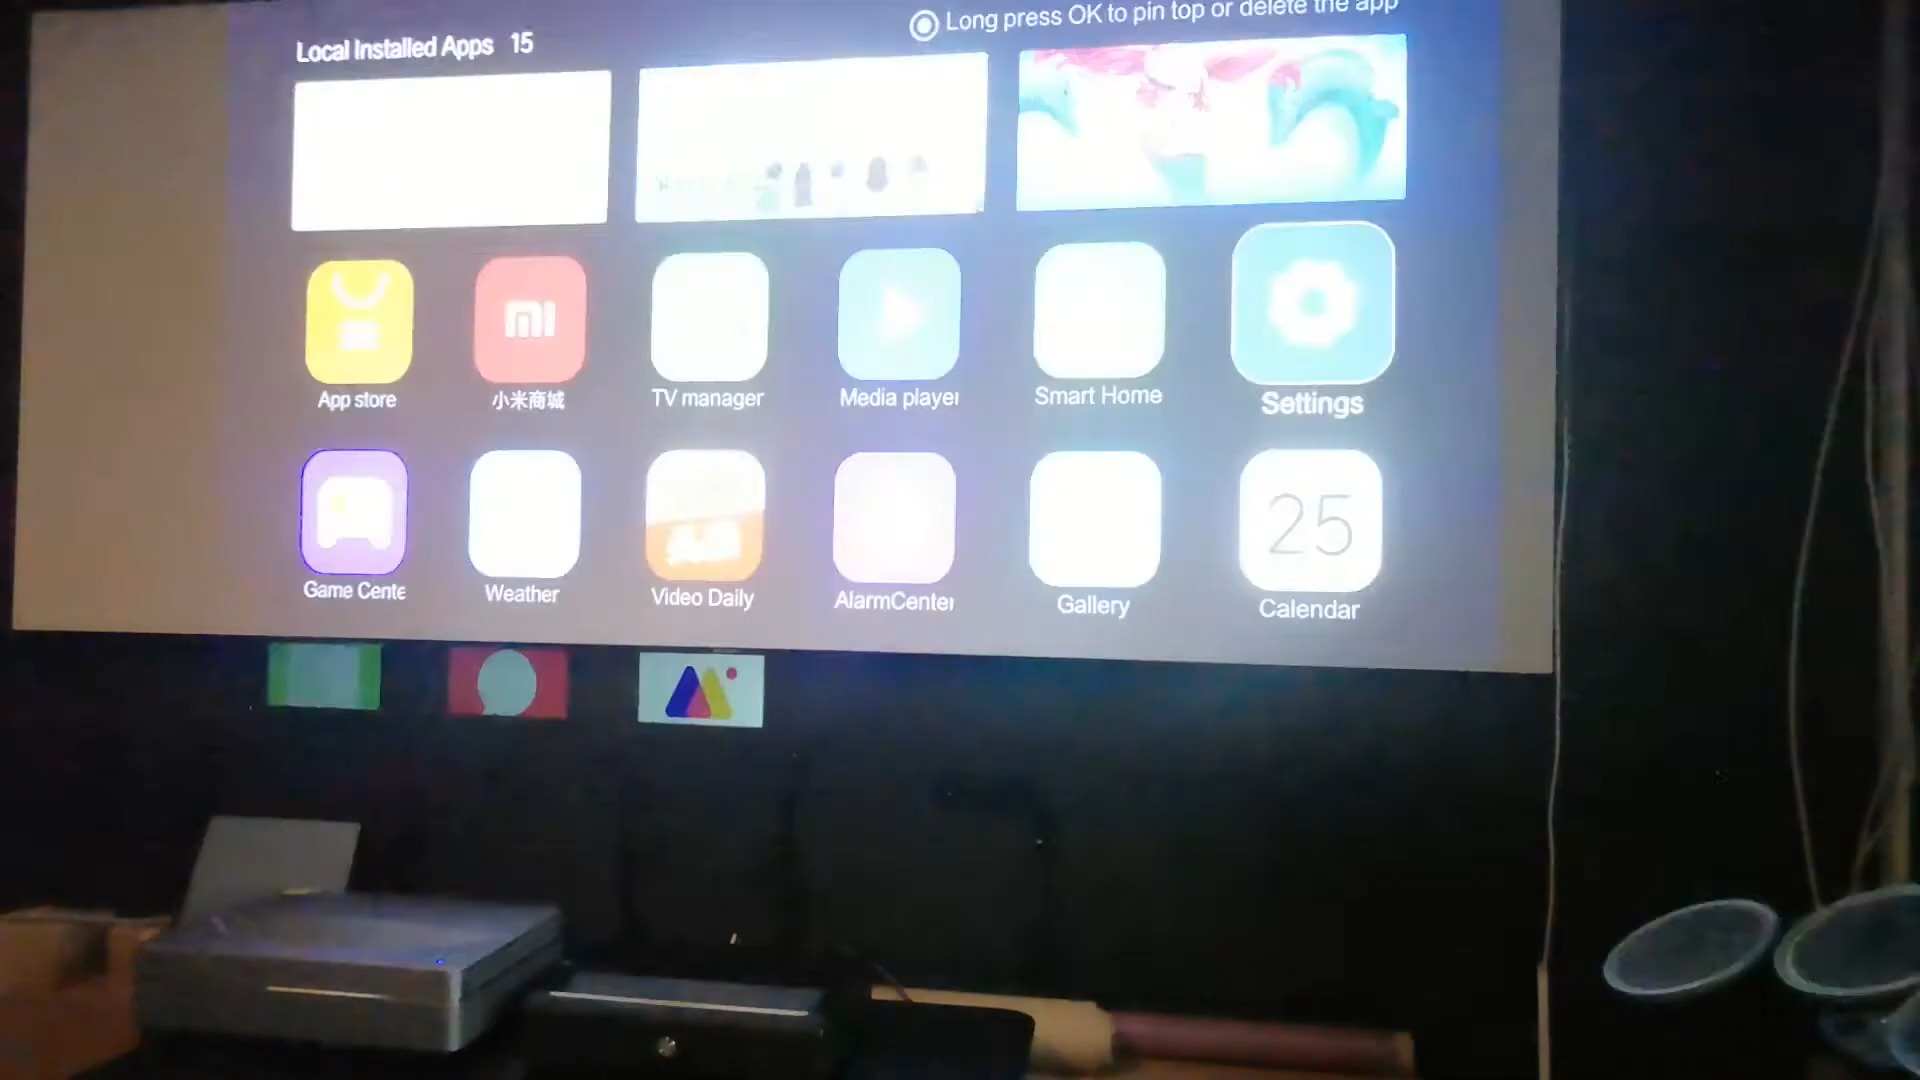 Long press OK to pin top or delete the app
Local Installed Apps 15
mi
App store
小米商城
TV manager
Media player
Smart Home
Settings
25
Game Cente
Weather
Video Daily
AlarmCenter
Gallery
Calendar